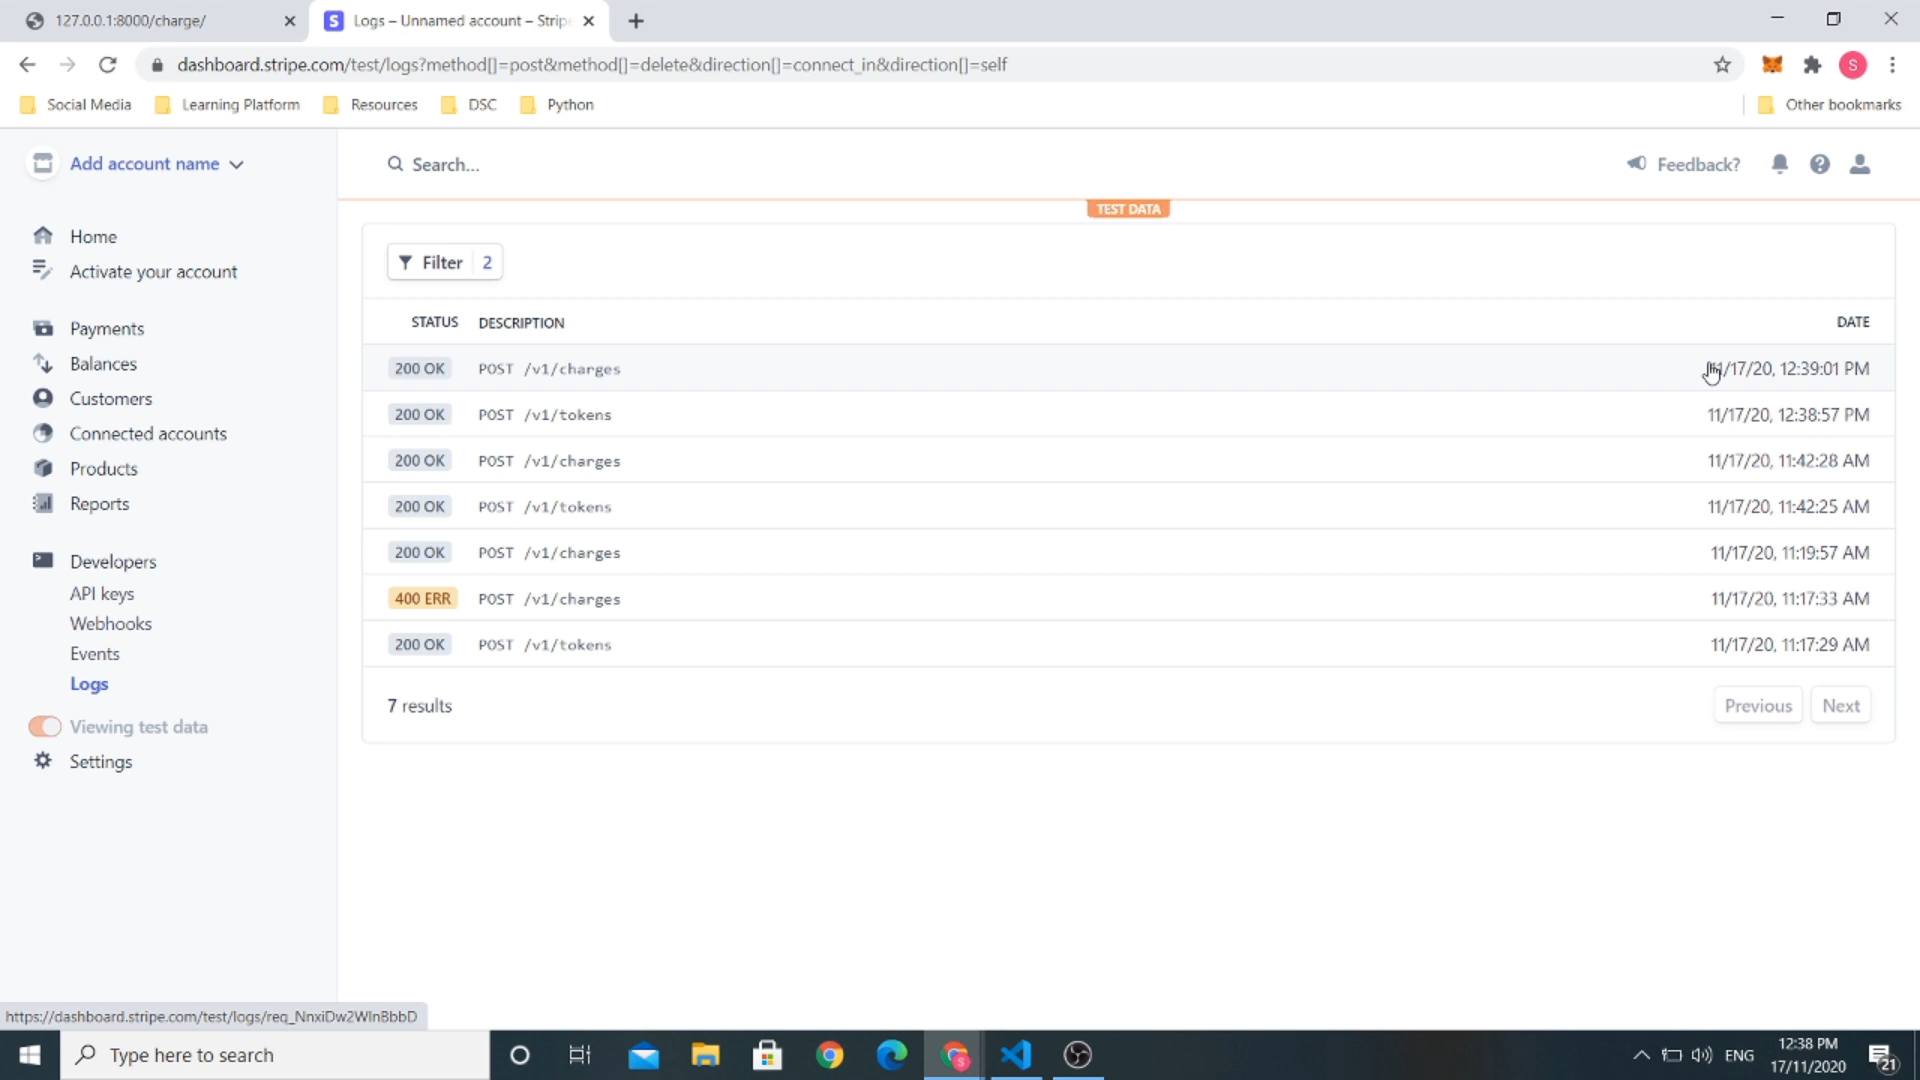 127.0.0.1:8000/charge/
Logs – Unnamed account – Strip
dashboard.stripe.com/test/logs?method[]=post&method[]=delete&direction[]=connect_in&direction[]=self
S
Social Media
Learning Platform
Resources
DSC
Python
Other bookmarks
Add account name
Search...
Feedback?
TEST DATA
Home
Activate your account
Payments
Balances
Customers
Connected accounts
Products
Reports
Developers
API keys
Webhooks
Events
Logs
Viewing test data
Settings
Filter 2
STATUS DESCRIPTION DATE
200 OK POST /v1/charges 11/17/20, 12:39:01 PM
200 OK POST /v1/tokens 11/17/20, 12:38:57 PM
200 OK POST /v1/charges 11/17/20, 11:42:28 AM
200 OK POST /v1/tokens 11/17/20, 11:42:25 AM
200 OK POST /v1/charges 11/17/20, 11:19:57 AM
400 ERR POST /v1/charges 11/17/20, 11:17:33 AM
200 OK POST /v1/tokens 11/17/20, 11:17:29 AM
7 results
Previous
Next
https://dashboard.stripe.com/test/logs/req_NnxiDw2WlnBbbD
Type here to search
ENG
12:38 PM
17/11/2020
21